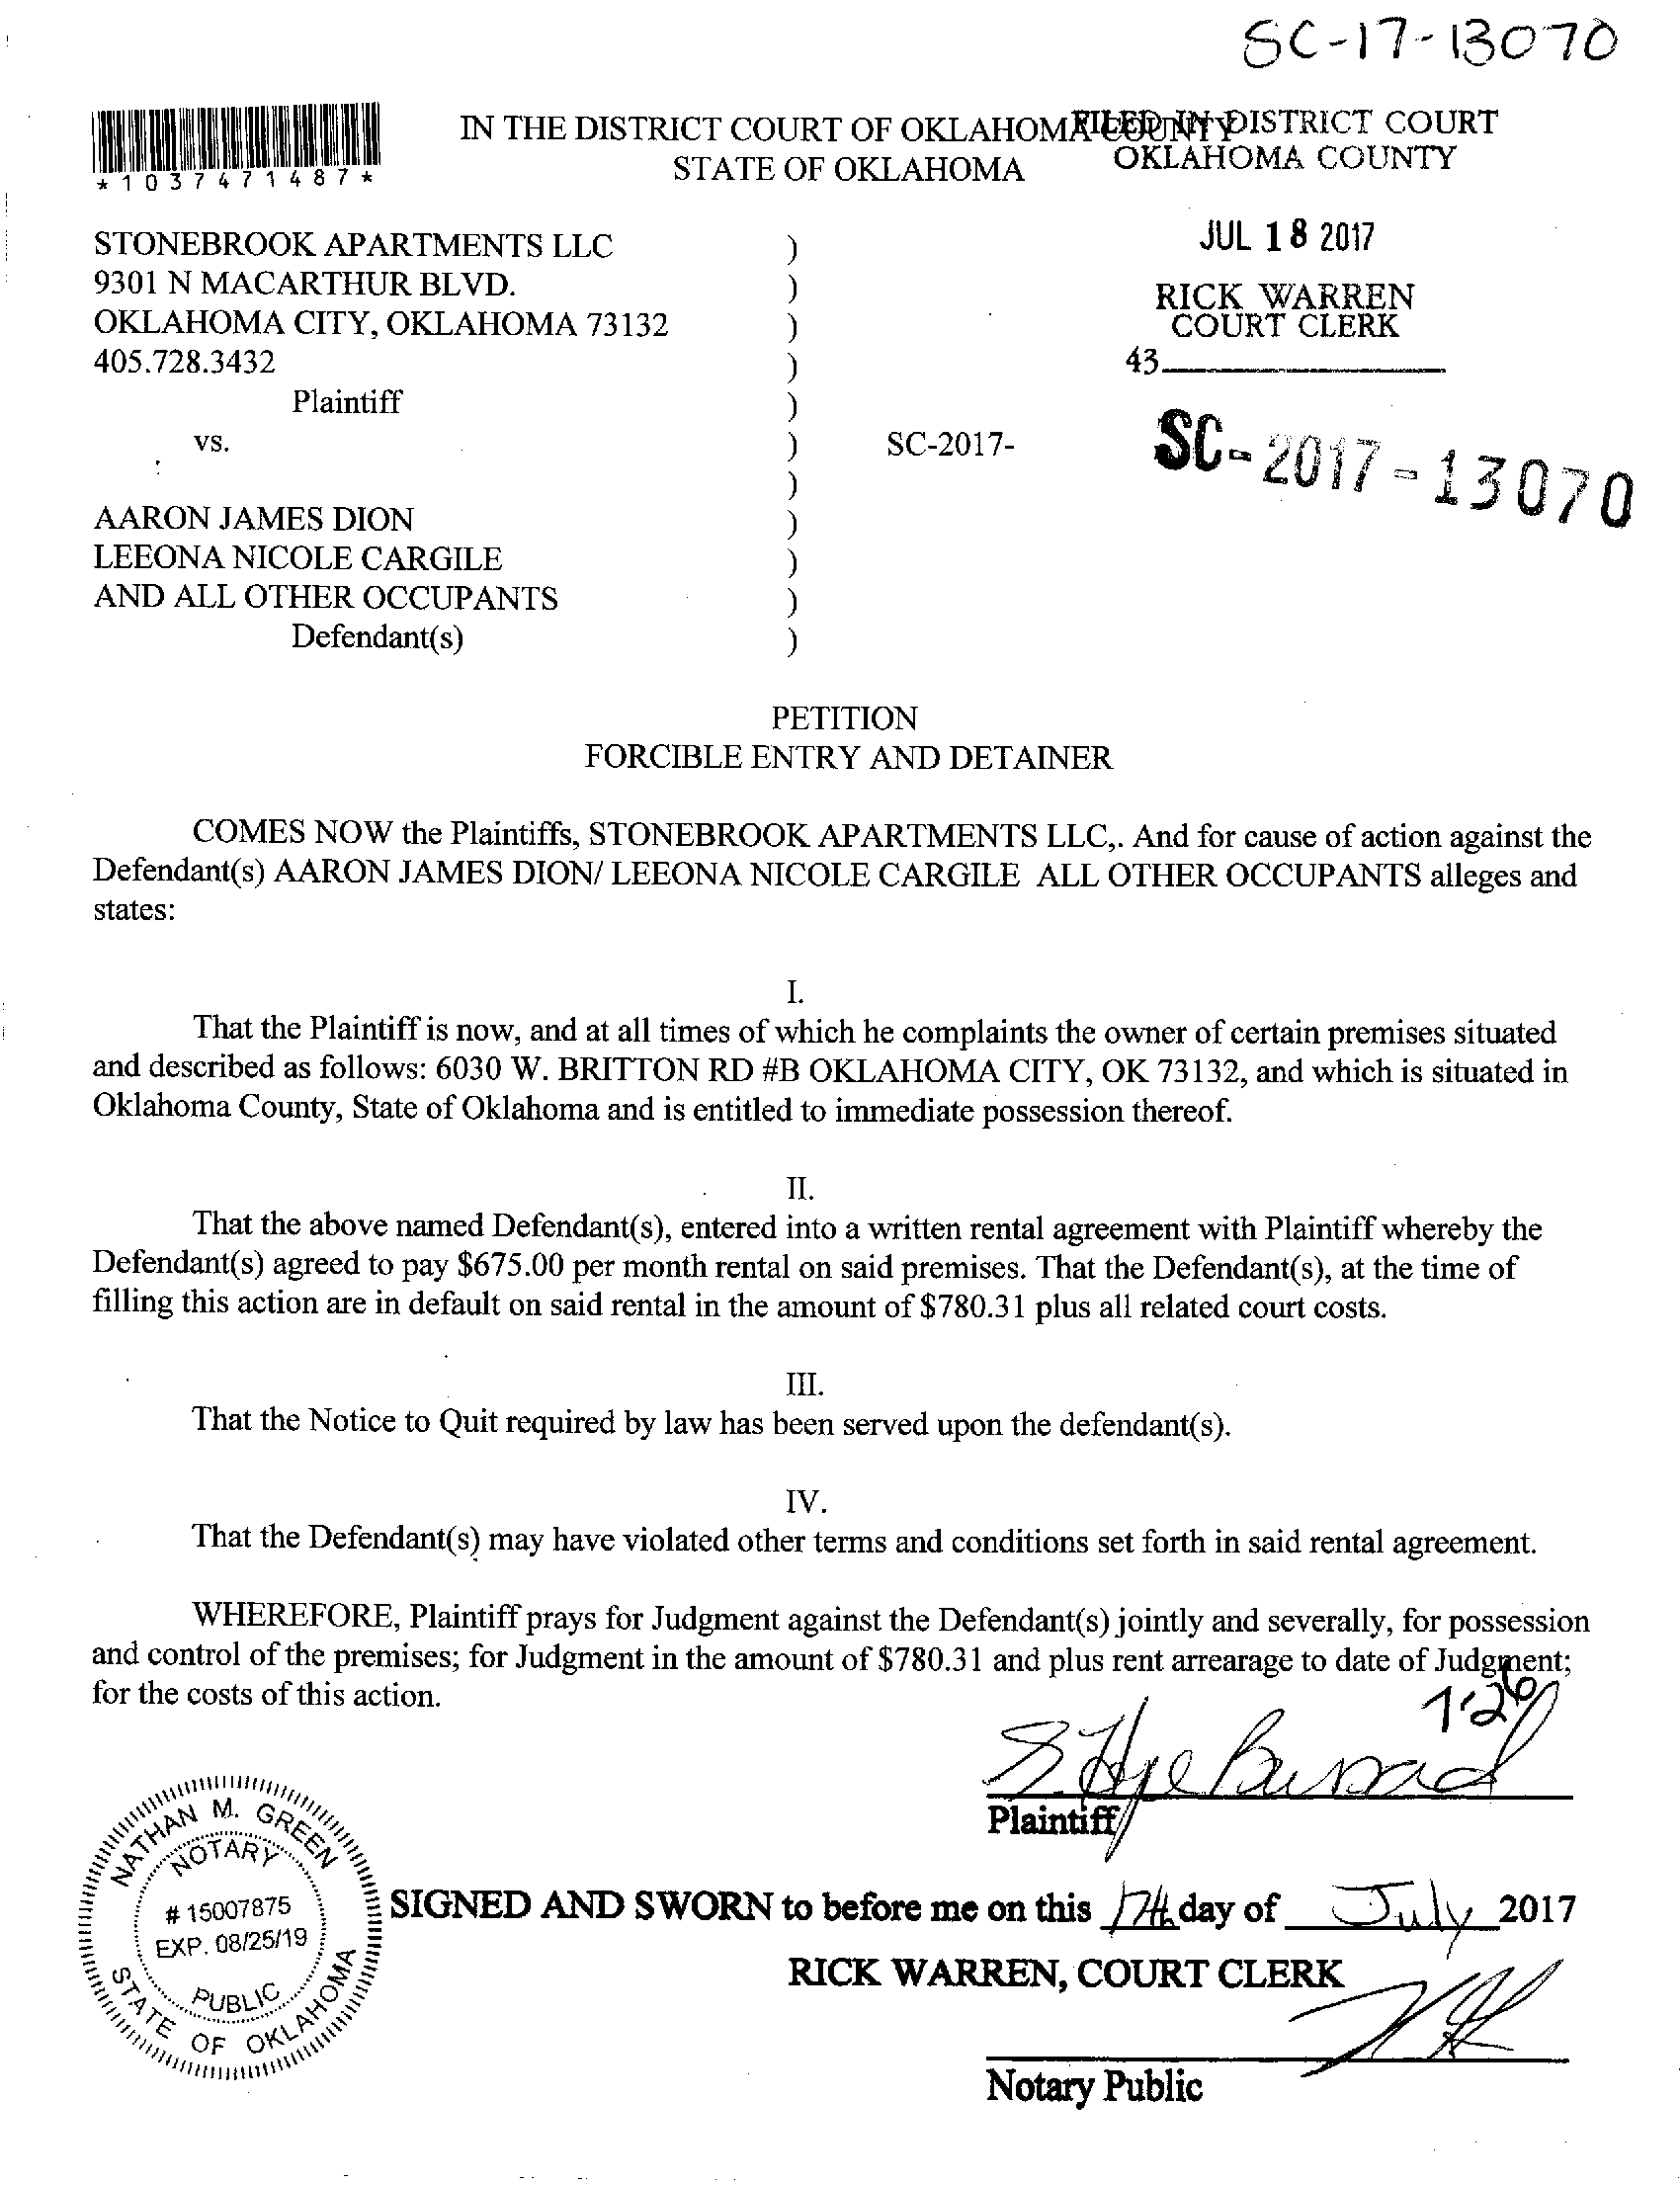 SC-17-13070
*1037471487*
IN THE DISTRICT COURT OF OKLAHOMA COUNTY
STATE OF OKLAHOMA
FILED IN DISTRICT COURT
OKLAHOMA COUNTY
JUL 18 2017
RICK WARREN
COURT CLERK
43
STONEBROOK APARTMENTS LLC )
9301 N MACARTHUR BLVD. )
OKLAHOMA CITY, OKLAHOMA 73132 )
405.728.3432 )
Plaintiff )
vs. ) SC-2017- SC-2017-13070
)
AARON JAMES DION )
LEEONA NICOLE CARGILE )
AND ALL OTHER OCCUPANTS )
Defendant(s) )
PETITION
FORCIBLE ENTRY AND DETAINER
COMES NOW the Plaintiffs, STONEBROOK APARTMENTS LLC,. And for cause of action against the
Defendant(s) AARON JAMES DION/ LEEONA NICOLE CARGILE ALL OTHER OCCUPANTS alleges and
states:
I.
That the Plaintiff is now, and at all times of which he complaints the owner of certain premises situated
and described as follows: 6030 W. BRITTON RD #B OKLAHOMA CITY, OK 73132, and which is situated in
Oklahoma County, State of Oklahoma and is entitled to immediate possession thereof.
II.
That the above named Defendant(s), entered into a written rental agreement with Plaintiff whereby the
Defendant(s) agreed to pay $675.00 per month rental on said premises. That the Defendant(s), at the time of
filling this action are in default on said rental in the amount of $780.31 plus all related court costs.
III.
That the Notice to Quit required by law has been served upon the defendant(s).
IV.
That the Defendant(s) may have violated other terms and conditions set forth in said rental agreement.
WHEREFORE, Plaintiff prays for Judgment against the Defendant(s) jointly and severally, for possession
and control of the premises; for Judgment in the amount of $780.31 and plus rent arrearage to date of Judgment;
for the costs of this action.
7-26
Plaintiff
NATHAN M. GREEN
NOTARY
# 15007875
EXP. 08/25/19
PUBLIC
STATE OF OKLAHOMA
SIGNED AND SWORN to before me on this 17th day of July 2017
RICK WARREN, COURT CLERK
Notary Public